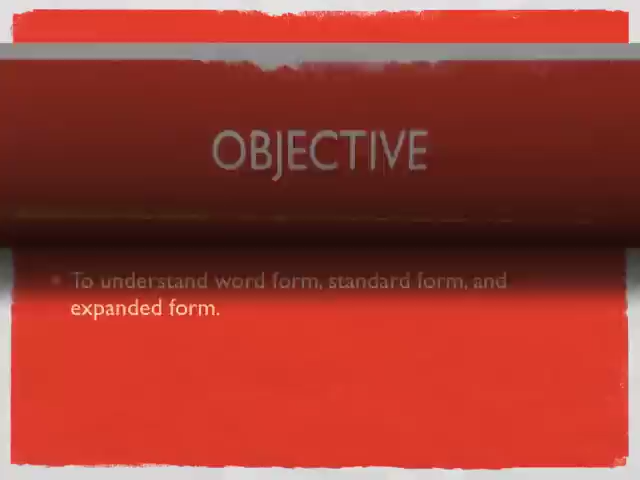 OBJECTIVE
To understand word form, standard form, and
expanded form.